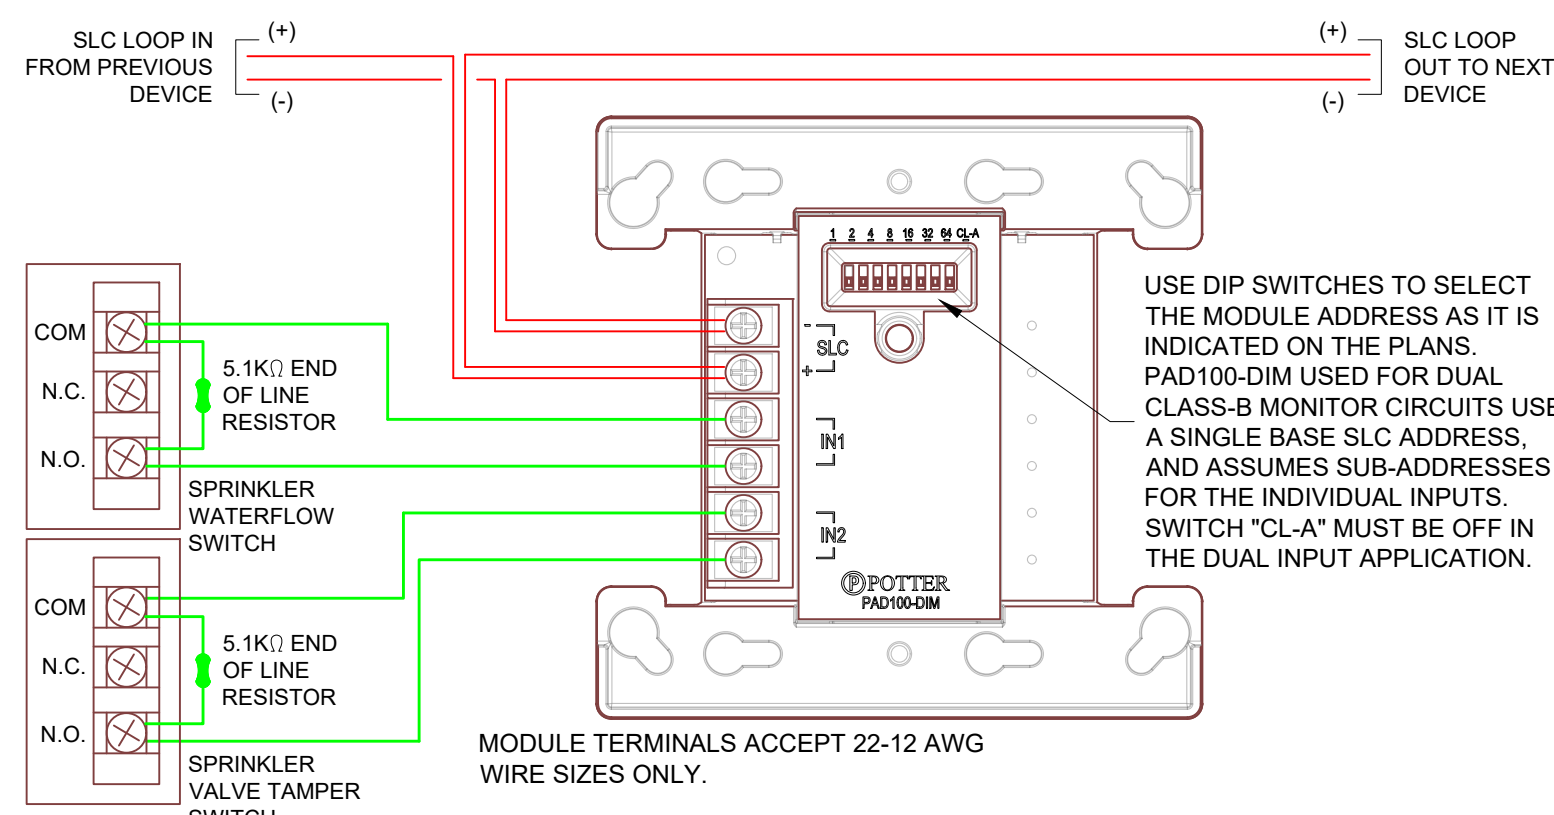 SLC LOOP IN
FROM PREVIOUS
DEVICE
(+)
(-)
(+)
(-)
SLC LOOP
OUT TO NEXT
DEVICE
1 2 4 8 16 32 64 CL-A
- SLC
+
IN1
IN2
POTTER
PAD100-DIM
COM
N.C.
N.O.
5.1KΩ END
OF LINE
RESISTOR
SPRINKLER
WATERFLOW
SWITCH
COM
N.C.
N.O.
5.1KΩ END
OF LINE
RESISTOR
SPRINKLER
VALVE TAMPER
SWITCH
USE DIP SWITCHES TO SELECT
THE MODULE ADDRESS AS IT IS
INDICATED ON THE PLANS.
PAD100-DIM USED FOR DUAL
CLASS-B MONITOR CIRCUITS USE
A SINGLE BASE SLC ADDRESS,
AND ASSUMES SUB-ADDRESSES
FOR THE INDIVIDUAL INPUTS.
SWITCH "CL-A" MUST BE OFF IN
THE DUAL INPUT APPLICATION.
MODULE TERMINALS ACCEPT 22-12 AWG
WIRE SIZES ONLY.